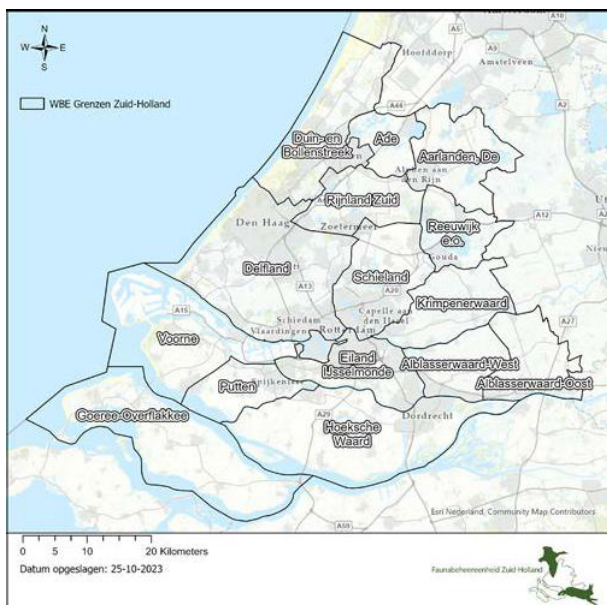 N
W E
S
WBE Grenzen Zuid-Holland
Hoofddorp
A5
A9
Amstelveen
A2
A44
Duin- en
Bollenstreek
Ade
Aarlanden, De
Alphen aan
den Rijn
Rijnland Zuid
Den Haag
Zoetermeer
Reeuwijk
e.o.
A12
Gouda
Delfland
A13
Schieland
A20
Krimpenerwaard
Capelle aan
den IJssel
A15
Schiedam
Vlaardingen
Rotterdam
A27
Voorne
Eiland
IJsselmonde
Alblasserwaard-West
Alblasserwaard-Oost
Putten
Spijkenisse
Goeree-Overflakkee
A29
Hoeksche
Waard
Dordrecht
A59
Esri Nederland, Community Map Contributors
0 5 10 20 Kilometers
Datum opgeslagen: 25-10-2023
Faunabeheereenheid Zuid-Holland